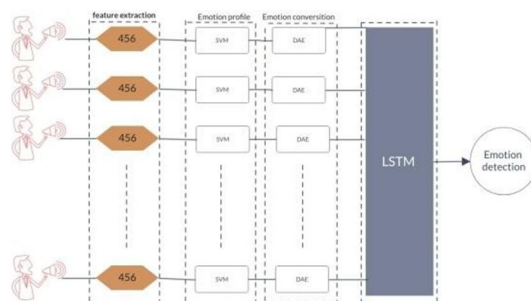 feature extraction
Emotion profile
Emotion conversition
456
SVM
DAE
456
SVM
DAE
456
SVM
DAE
LSTM
Emotion
detection
456
SVM
DAE